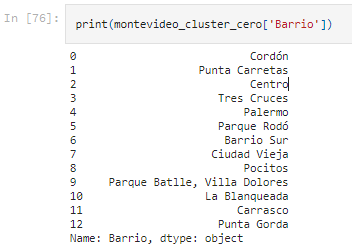 In [76]: print(montevideo_cluster_cero['Barrio'])
0 Cordón
1 Punta Carretas
2 Centro
3 Tres Cruces
4 Palermo
5 Parque Rodó
6 Barrio Sur
7 Ciudad Vieja
8 Pocitos
9 Parque Batlle, Villa Dolores
10 La Blanqueada
11 Carrasco
12 Punta Gorda
Name: Barrio, dtype: object